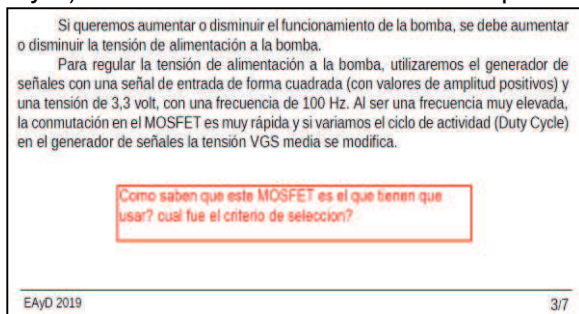 Si queremos aumentar o disminuir el funcionamiento de la bomba, se debe aumentar
o disminuir la tensión de alimentación a la bomba.
Para regular la tensión de alimentación a la bomba, utilizaremos el generador de
señales con una señal de entrada de forma cuadrada (con valores de amplitud positivos) y
una tensión de 3,3 volt, con una frecuencia de 100 Hz. Al ser una frecuencia muy elevada,
la conmutación en el MOSFET es muy rápida y si variamos el ciclo de actividad (Duty Cycle)
en el generador de señales la tensión VGS media se modifica.
Como saben que este MOSFET es el que tienen que
usar? cual fue el criterio de seleccion?
EAyD 2019 3/7